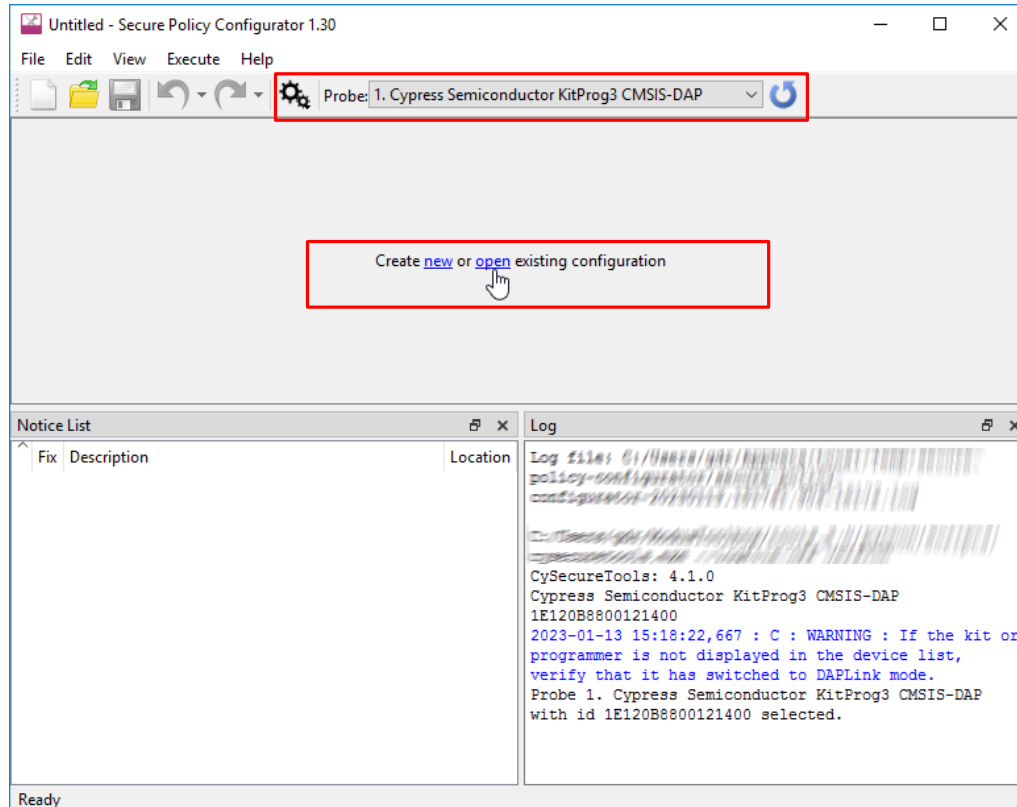 Untitled - Secure Policy Configurator 1.30
File Edit View Execute Help
Probe: 1. Cypress Semiconductor KitProg3 CMSIS-DAP
Create new or open existing configuration
Notice List
Fix Description Location
Log
Log file:
CySecureTools: 4.1.0
Cypress Semiconductor KitProg3 CMSIS-DAP
1E120B8800121400
2023-01-13 15:18:22,667 : C : WARNING : If the kit or
programmer is not displayed in the device list,
verify that it has switched to DAPLink mode.
Probe 1. Cypress Semiconductor KitProg3 CMSIS-DAP
with id 1E120B8800121400 selected.
Ready